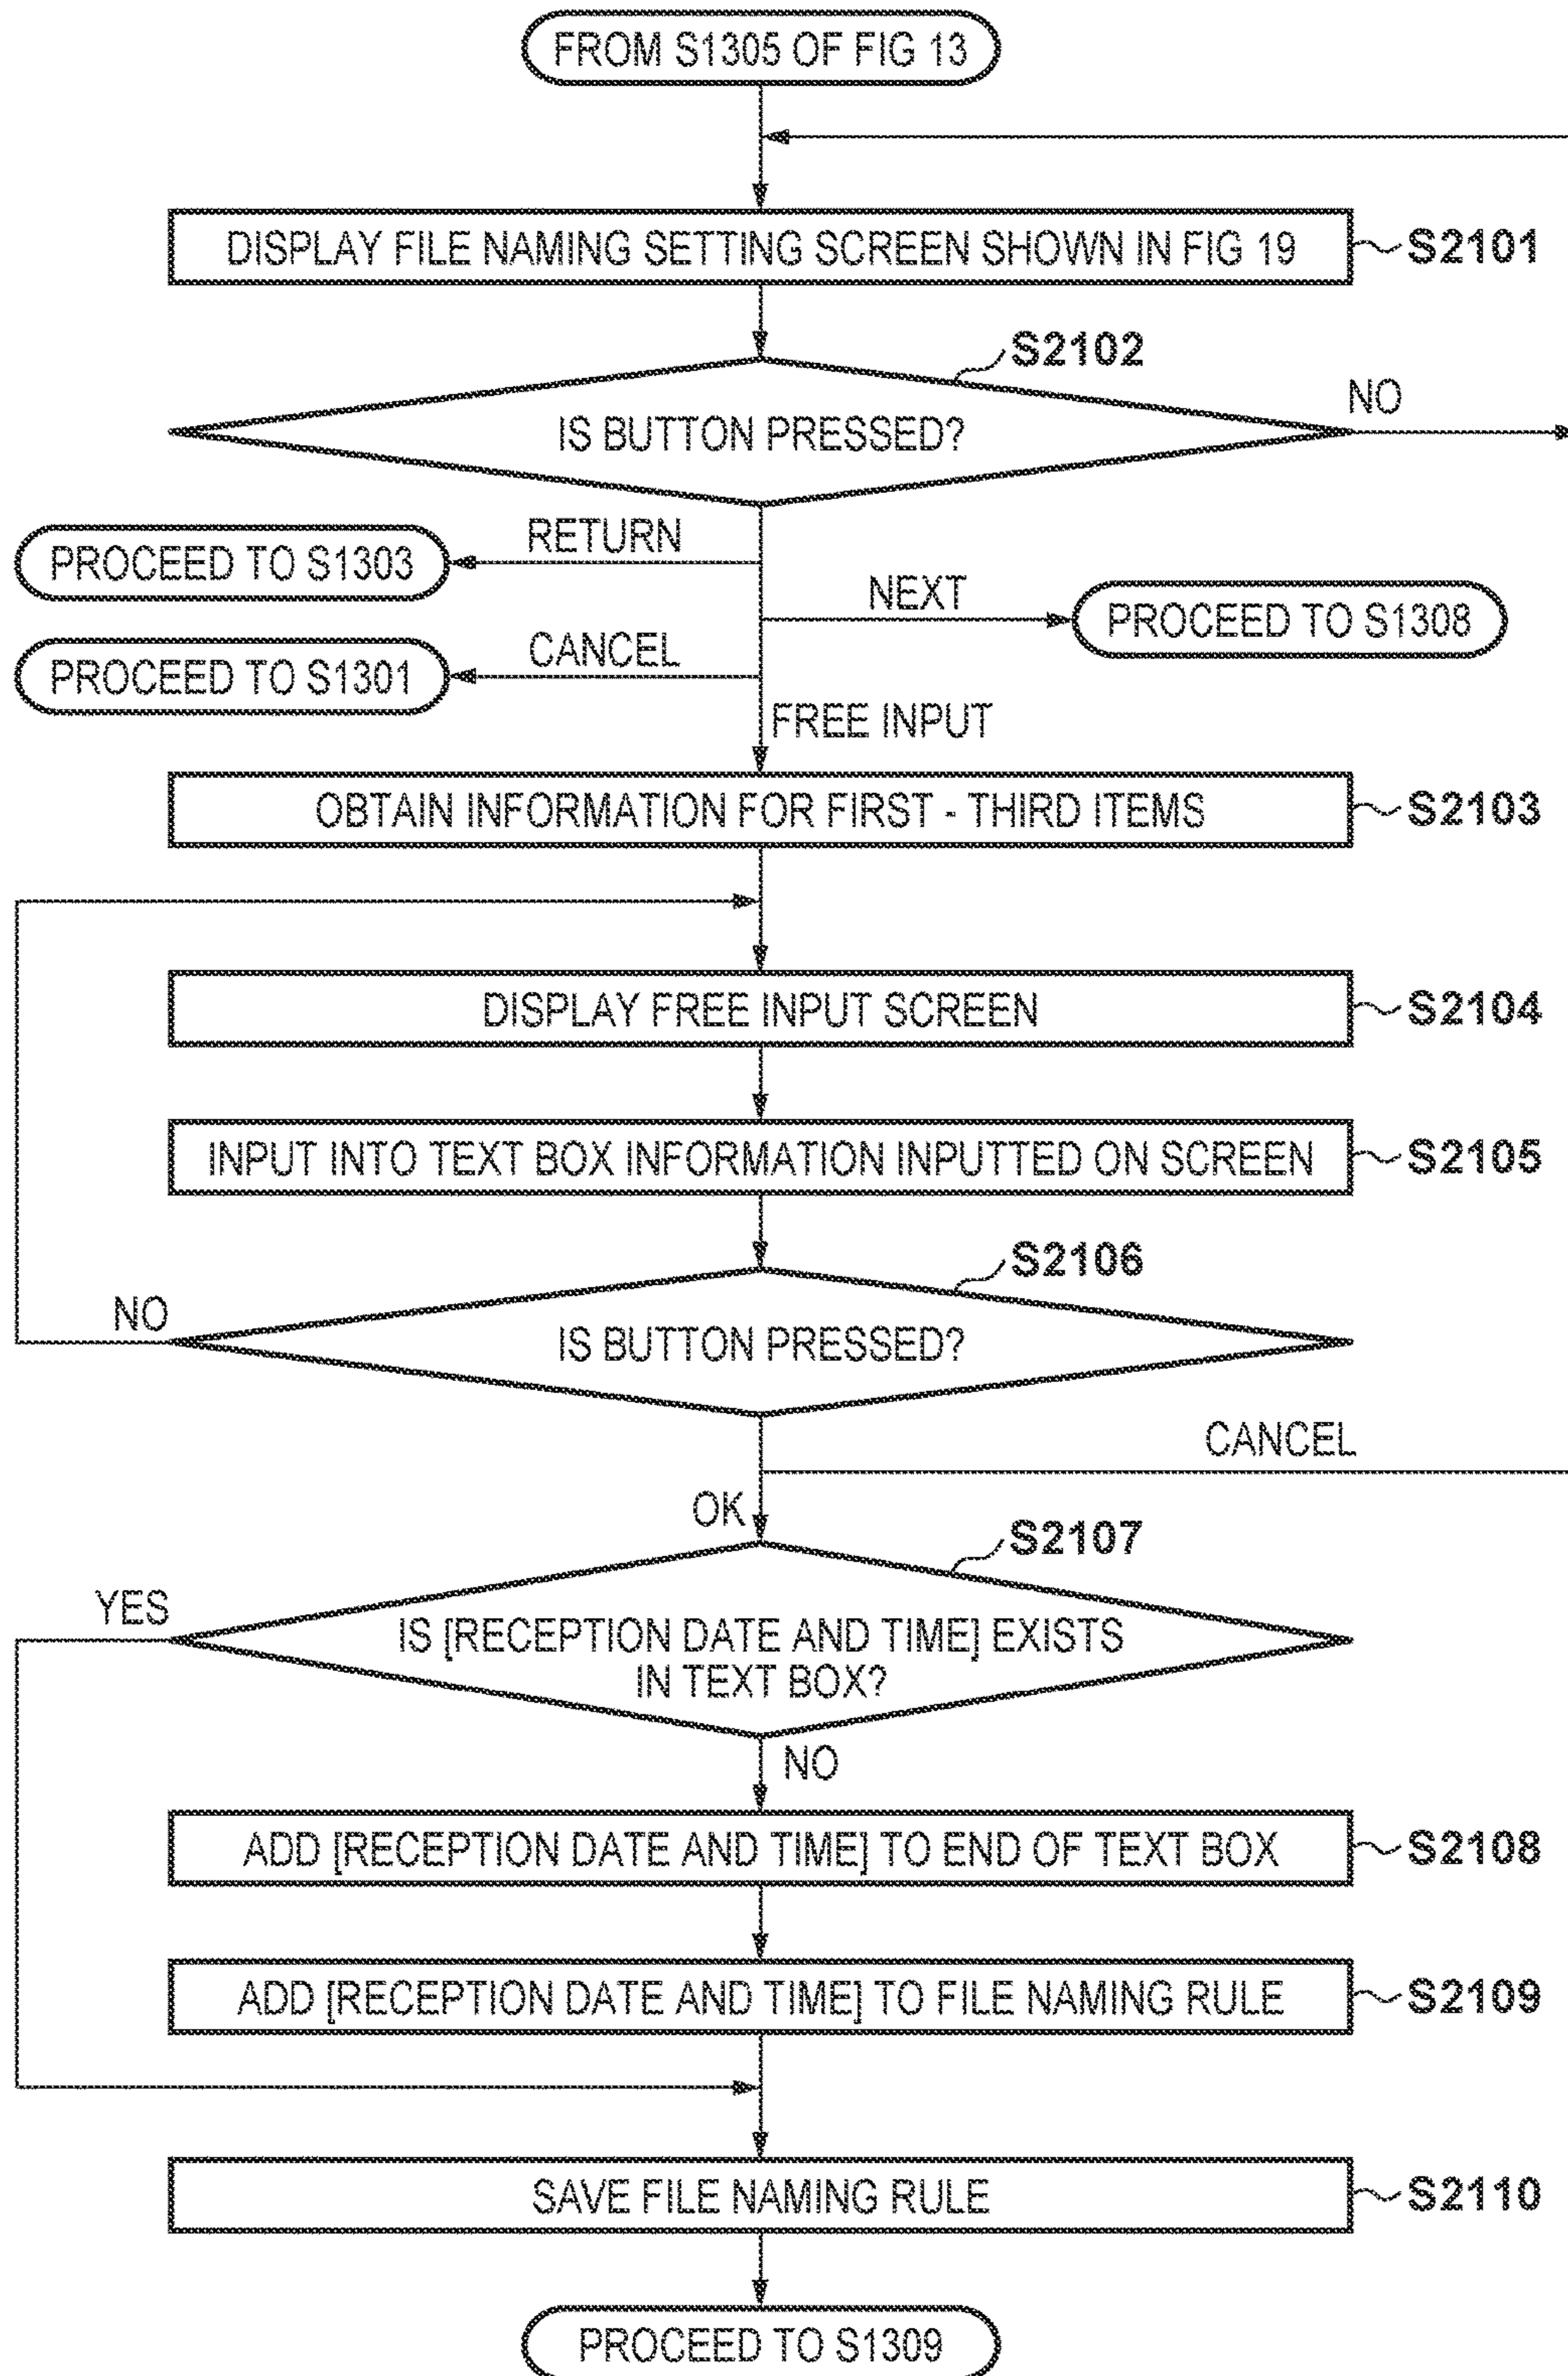 FROM S1305 OF FIG 13
DISPLAY FILE NAMING SETTING SCREEN SHOWN IN FIG 19
S2101
S2102
IS BUTTON PRESSED?
NO
RETURN
PROCEED TO S1303
NEXT
PROCEED TO S1308
CANCEL
PROCEED TO S1301
FREE INPUT
OBTAIN INFORMATION FOR FIRST - THIRD ITEMS
S2103
DISPLAY FREE INPUT SCREEN
S2104
INPUT INTO TEXT BOX INFORMATION INPUTTED ON SCREEN
S2105
S2106
NO
IS BUTTON PRESSED?
CANCEL
OK
S2107
YES
IS [RECEPTION DATE AND TIME] EXISTS
IN TEXT BOX?
NO
ADD [RECEPTION DATE AND TIME] TO END OF TEXT BOX
S2108
ADD [RECEPTION DATE AND TIME] TO FILE NAMING RULE
S2109
SAVE FILE NAMING RULE
S2110
PROCEED TO S1309